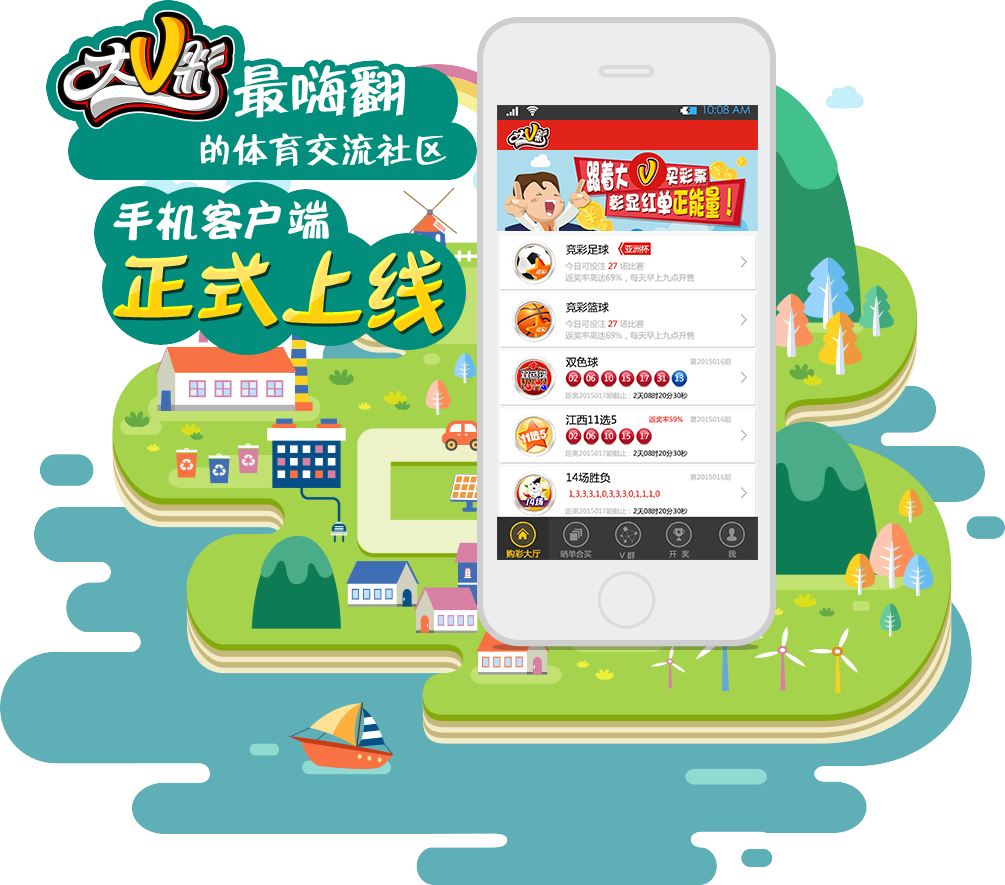 大V彩
最嗨翻
的体育交流社区
手机客户端
正式上线
10:08 AM
大V彩
跟着大V买彩票
彰显红单正能量！
竞彩足球 亚洲杯
今日可投注 27 场比赛
返奖率高达69%，每天早上九点开售
竞彩篮球
今日可投注 27 场比赛
返奖率高达69%，每天早上九点开售
双色球 第2015016期
02 06 10 15 17 31 13
距离2015017期截止：2天08时20分30秒
双色球
UNION
LOTTO
江西11选5 返奖率59% 第2015016期
02 06 10 15 17
距离2015017期截止：2天08时20分30秒
11选5
14场胜负 第2015016期
1,3,3,3,1,0,3,3,3.0,1,1,1,0
距离2015017期截止：2天08时20分30秒
14场
购彩大厅 晒单合买 V 群 开 奖 我